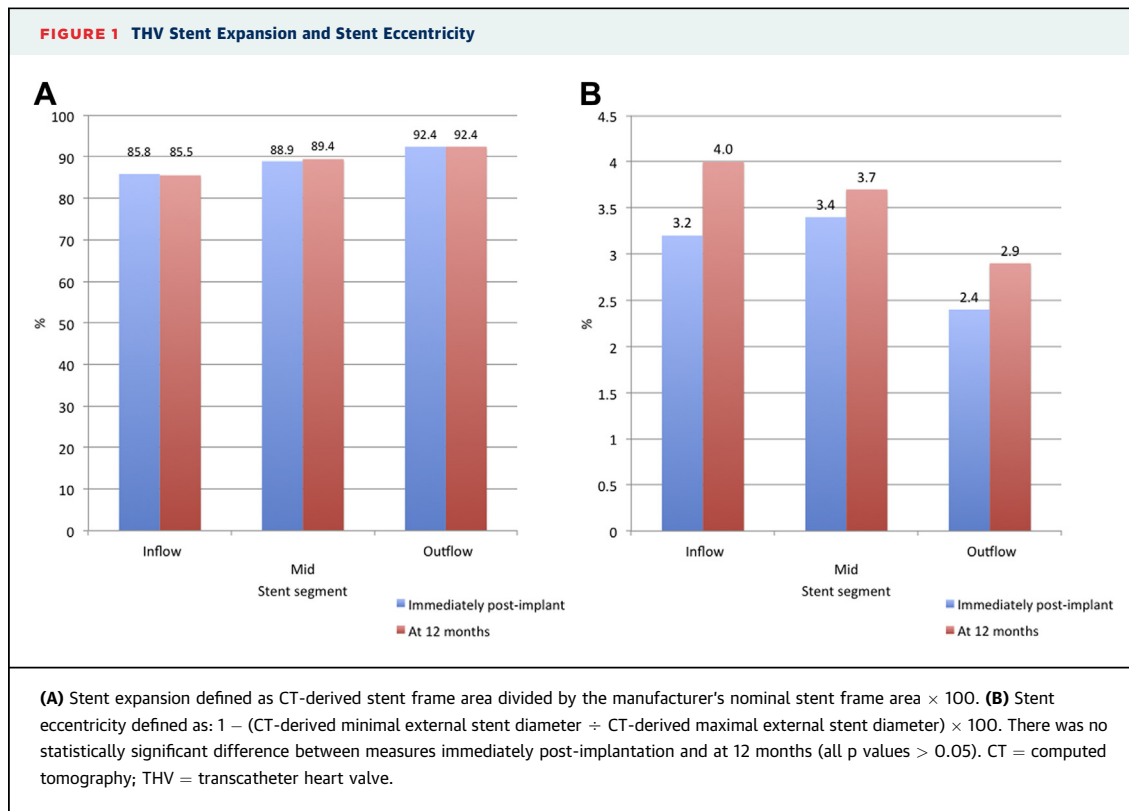 FIGURE 1 THV Stent Expansion and Stent Eccentricity
A
100
90
80
70
60
50
40
30
20
10
0
%
85.8 85.5
88.9 89.4
92.4 92.4
Inflow
Mid
Outflow
Stent segment
Immediately post-implant
At 12 months
B
4.5
4
3.5
3
2.5
2
1.5
1
0.5
0
%
3.2 4.0
3.4 3.7
2.4 2.9
Inflow
Mid
Outflow
Stent segment
Immediately post-implant
At 12 months
(A) Stent expansion defined as CT-derived stent frame area divided by the manufacturer's nominal stent frame area × 100. (B) Stent
eccentricity defined as: 1 − (CT-derived minimal external stent diameter ÷ CT-derived maximal external stent diameter) × 100. There was no
statistically significant difference between measures immediately post-implantation and at 12 months (all p values > 0.05). CT = computed
tomography; THV = transcatheter heart valve.